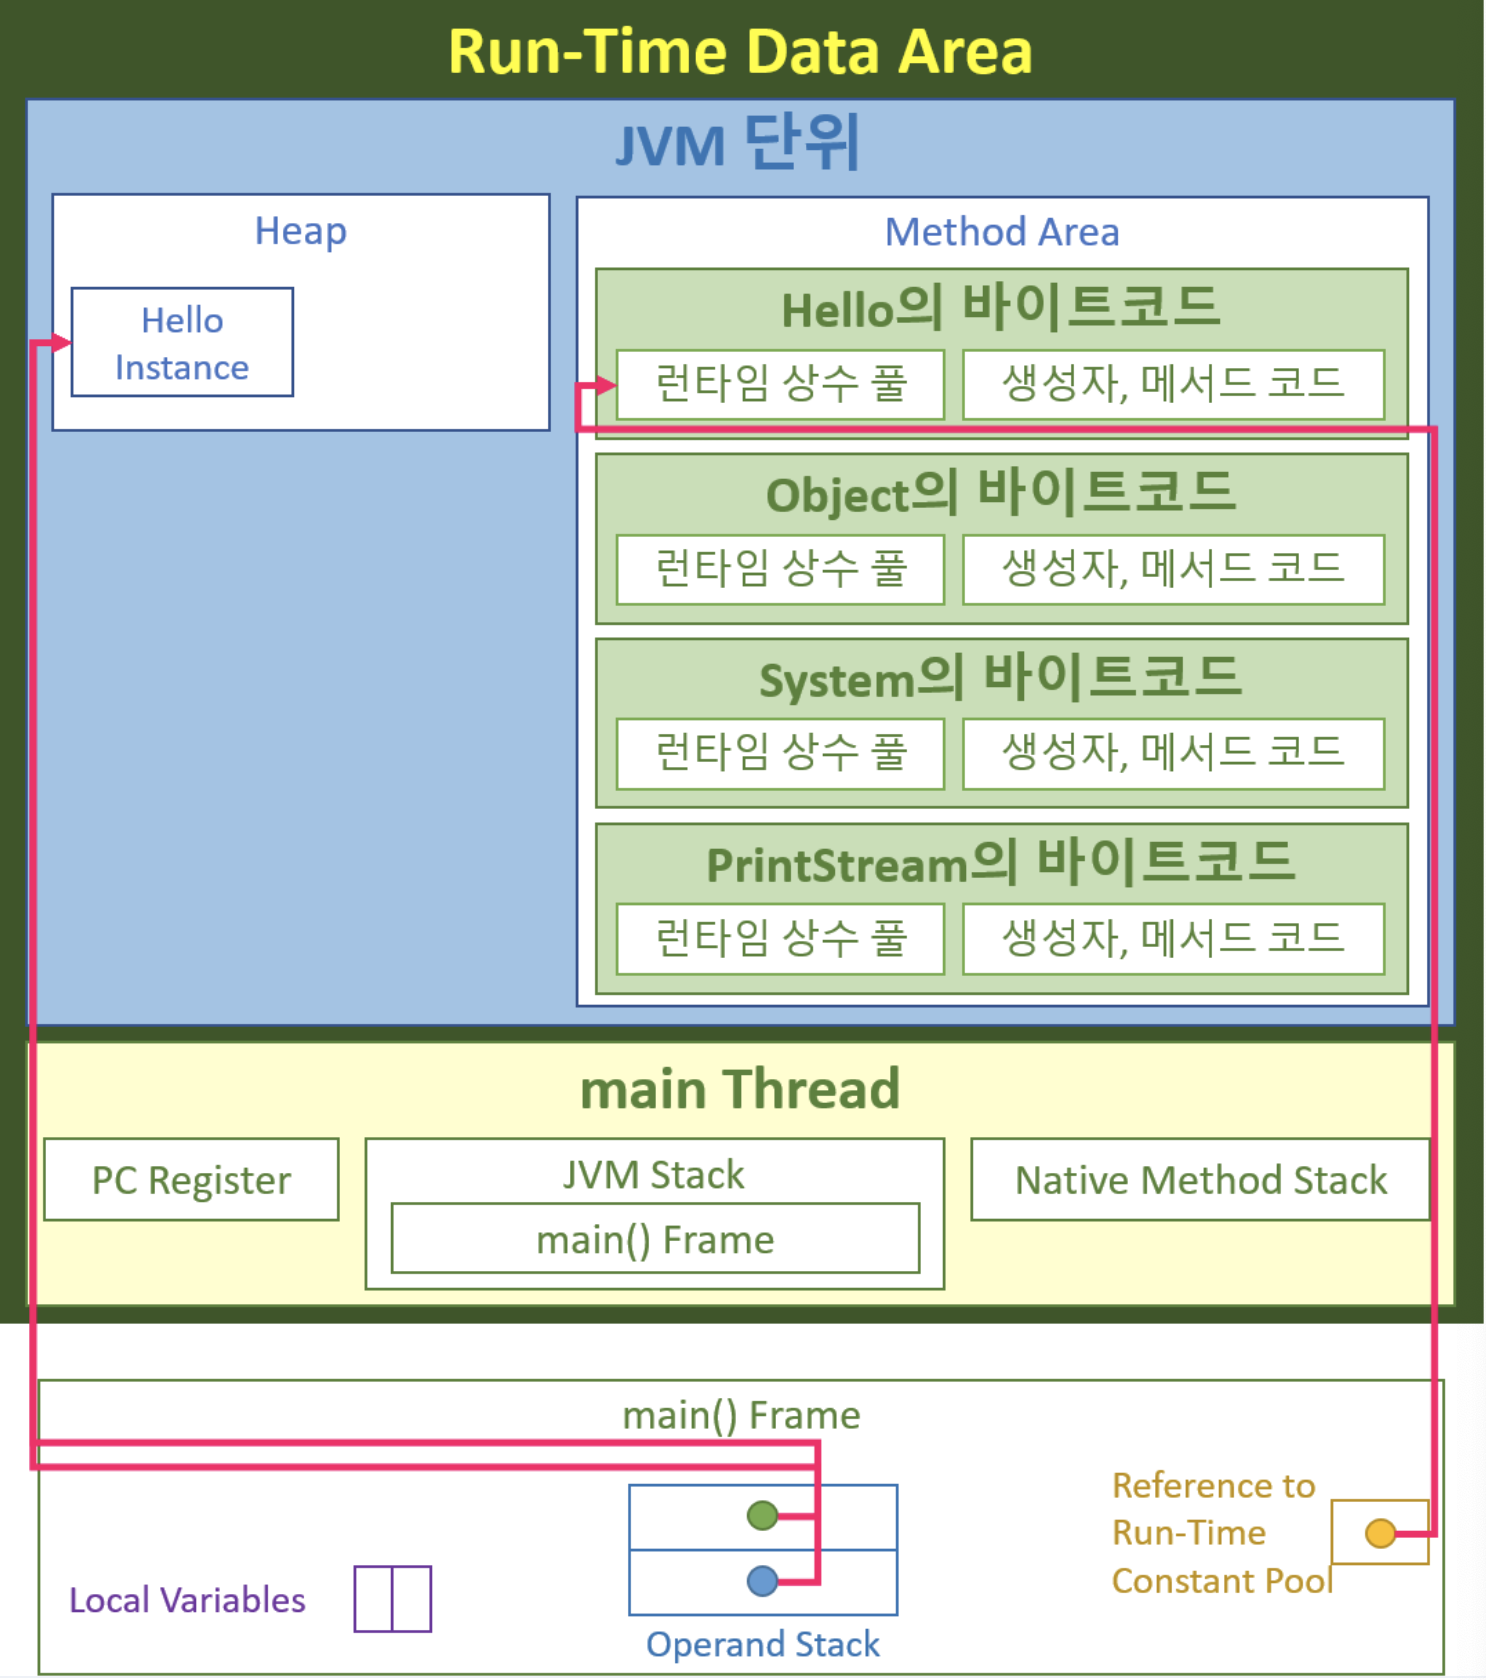 Run-Time Data Area
JVM 단위
Heap
Hello
Instance
Method Area
Hello의 바이트코드
런타임 상수 풀
생성자, 메서드 코드
Object의 바이트코드
런타임 상수 풀
생성자, 메서드 코드
System의 바이트코드
런타임 상수 풀
생성자, 메서드 코드
PrintStream의 바이트코드
런타임 상수 풀
생성자, 메서드 코드
main Thread
PC Register
JVM Stack
main() Frame
Native Method Stack
main() Frame
Local Variables
Operand Stack
Reference to
Run-Time
Constant Pool